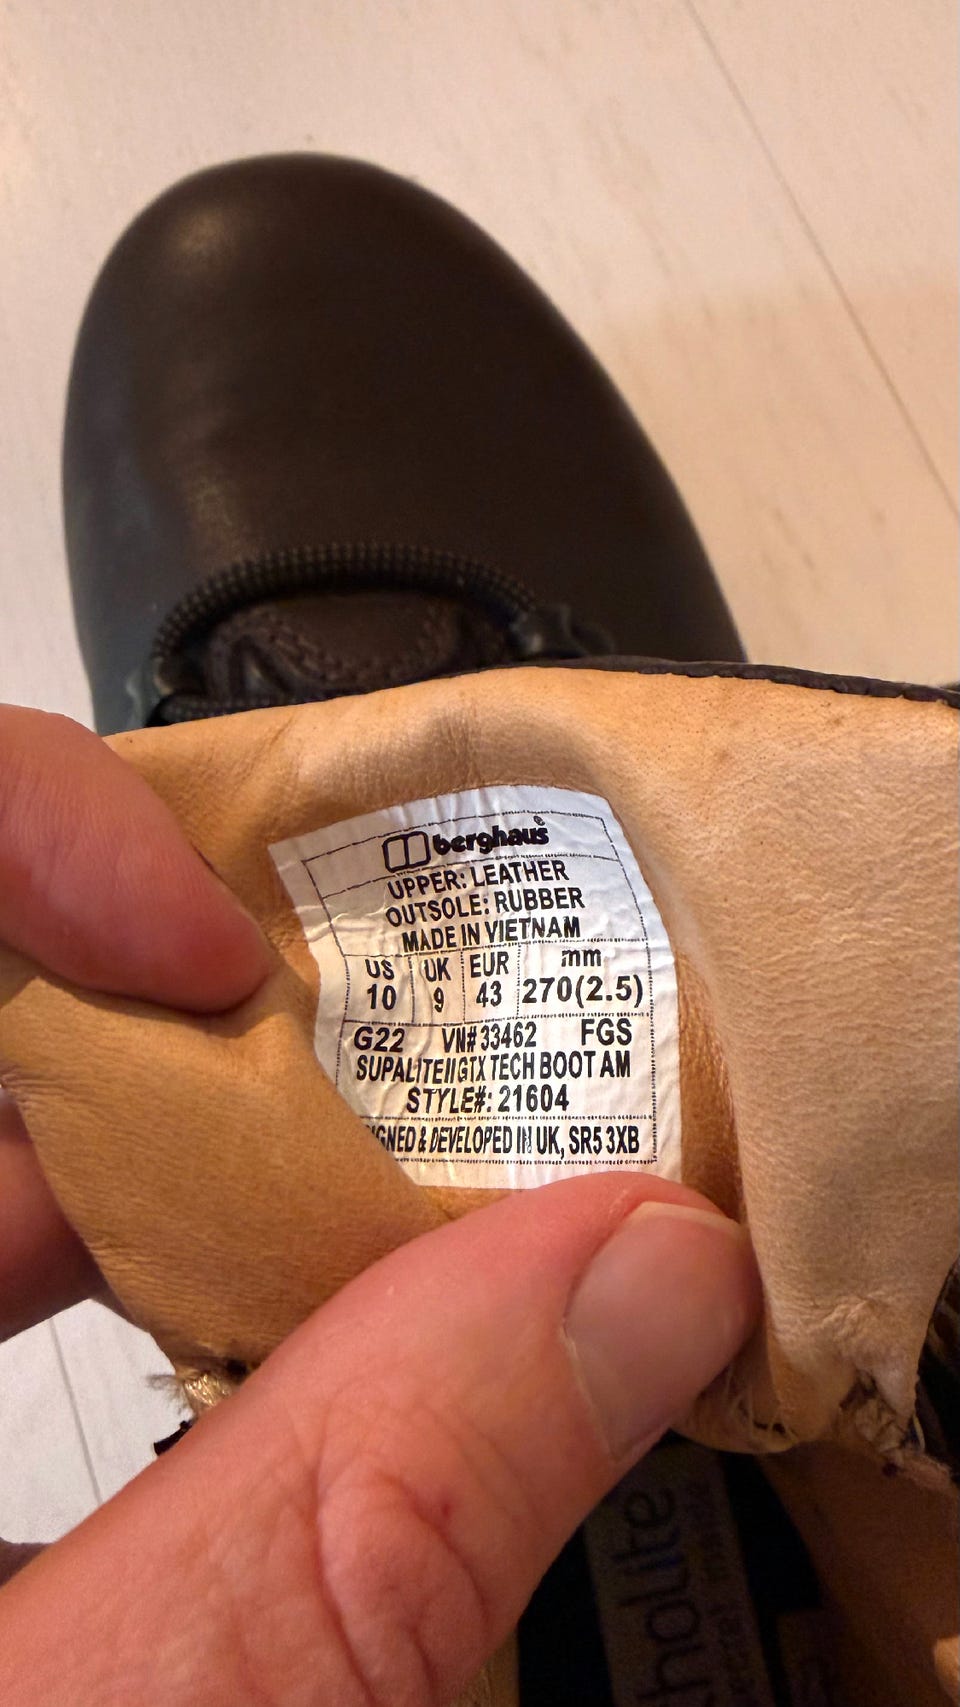 berghaus®
UPPER: LEATHER
OUTSOLE: RUBBER
MADE IN VIETNAM
US UK EUR mm
10 9 43 270(2.5)
G22 VN# 33462 FGS
SUPALITEIIGTX TECH BOOT AM
STYLE#: 21604
& DEVELOPED IN UK, SR5 3XB